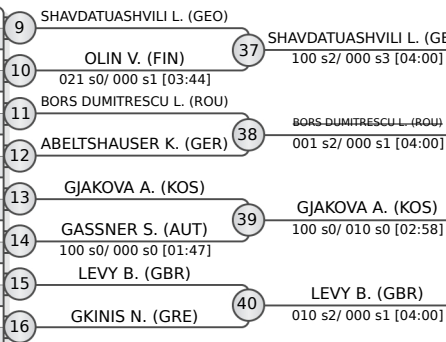 9
SHAVDATUASHVILI L. (GEO)
37
SHAVDATUASHVILI L.
100 s2/ 000 s3 [04:00]
10
OLIN V. (FIN)
021 s0/ 000 s1 [03:44]
11
BORS DUMITRESCU L. (ROU)
38
BORS DUMITRESCU L. (ROU)
001 s2/ 000 s1 [04:00]
12
ABELTSHAUSER K. (GER)
13
GJAKOVA A. (KOS)
39
GJAKOVA A. (KOS)
100 s0/ 010 s0 [02:58]
14
GASSNER S. (AUT)
100 s0/ 000 s0 [01:47]
15
LEVY B. (GBR)
40
LEVY B. (GBR)
010 s2/ 000 s1 [04:00]
16
GKINIS N. (GRE)